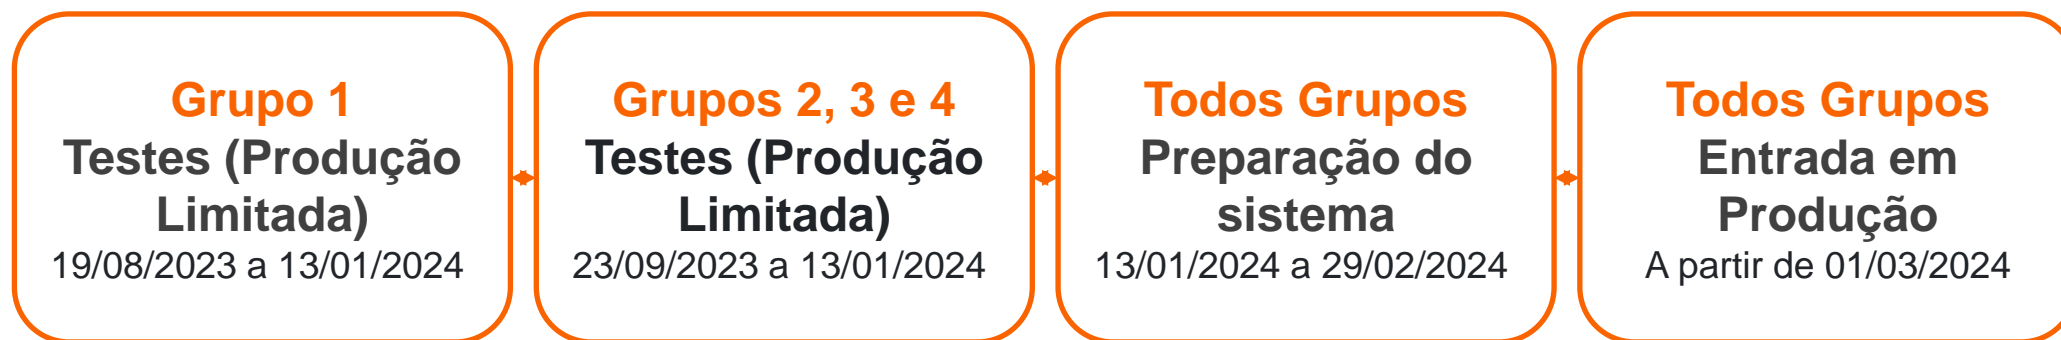 Grupo 1
Testes (Produção
Limitada)
19/08/2023 a 13/01/2024
Grupos 2, 3 e 4
Testes (Produção
Limitada)
23/09/2023 a 13/01/2024
Todos Grupos
Preparação do
sistema
13/01/2024 a 29/02/2024
Todos Grupos
Entrada em
Produção
A partir de 01/03/2024